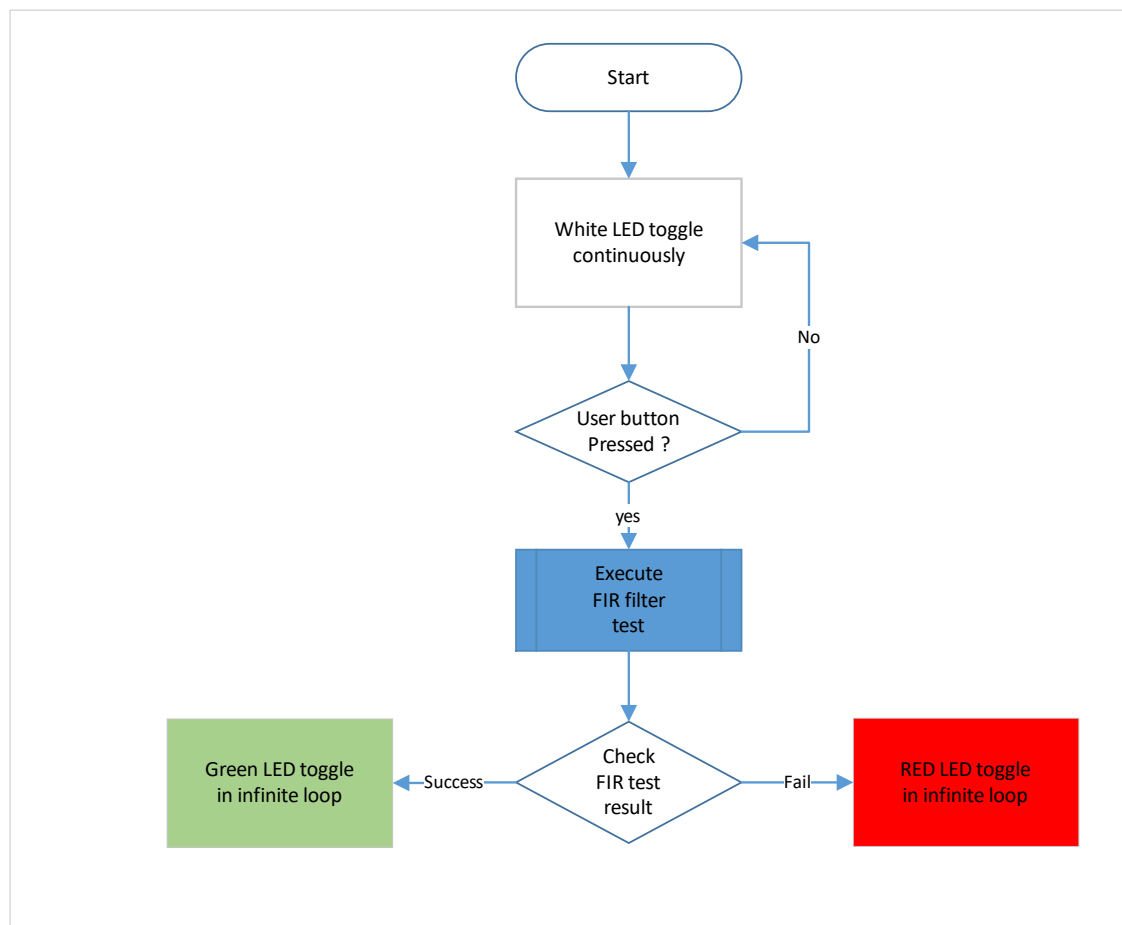 Start
White LED toggle
continuously
No
User button
Pressed ?
yes
Execute
FIR filter
test
Green LED toggle
in infinite loop
Success
Check
FIR test
result
Fail
RED LED toggle
in infinite loop